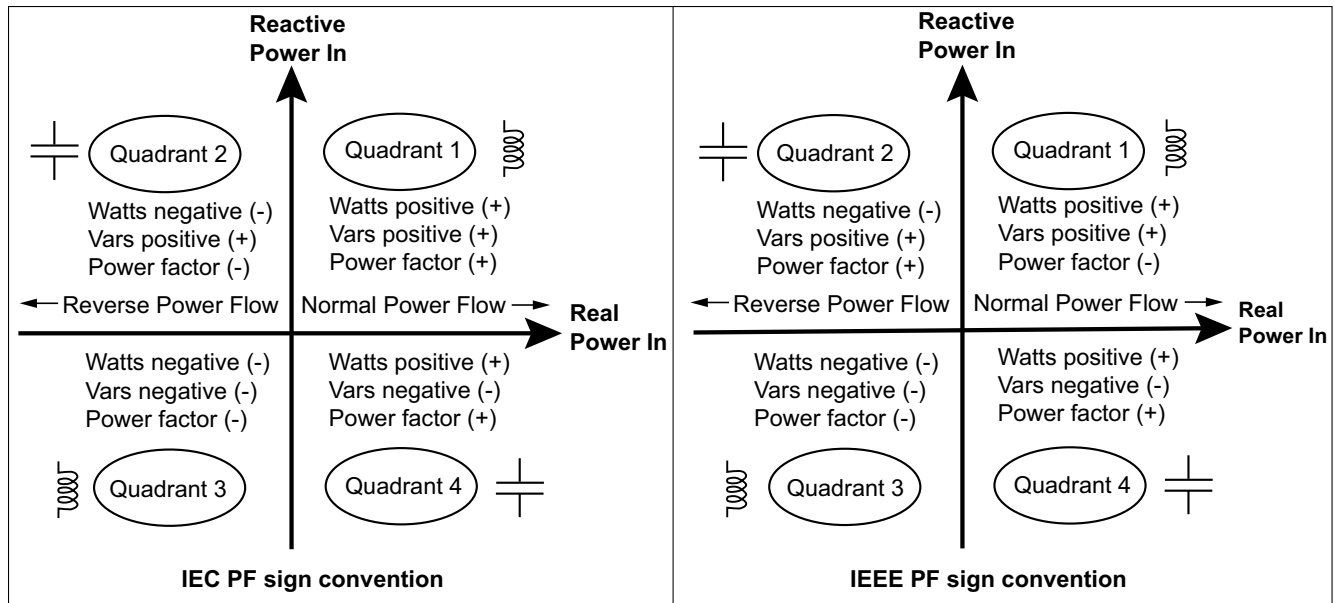 Reactive
Power In
Quadrant 2
Quadrant 1
Watts negative (-)
Vars positive (+)
Power factor (-)
Watts positive (+)
Vars positive (+)
Power factor (+)
Reverse Power Flow
Normal Power Flow
Real
Power In
Watts negative (-)
Vars negative (-)
Power factor (-)
Watts positive (+)
Vars negative (-)
Power factor (+)
Quadrant 3
Quadrant 4
IEC PF sign convention
Reactive
Power In
Quadrant 2
Quadrant 1
Watts negative (-)
Vars positive (+)
Power factor (+)
Watts positive (+)
Vars positive (+)
Power factor (-)
Reverse Power Flow
Normal Power Flow
Real
Power In
Watts negative (-)
Vars negative (-)
Power factor (-)
Watts positive (+)
Vars negative (-)
Power factor (+)
Quadrant 3
Quadrant 4
IEEE PF sign convention